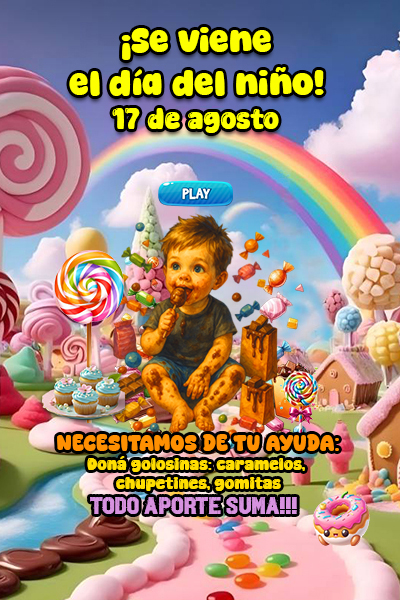 ¡Se viene
el día del niño!
17 de agosto
PLAY
NECESITAMOS DE TU AYUDA:
Doná golosinas: caramelos,
chupetines, gomitas
TODO APORTE SUMA!!!